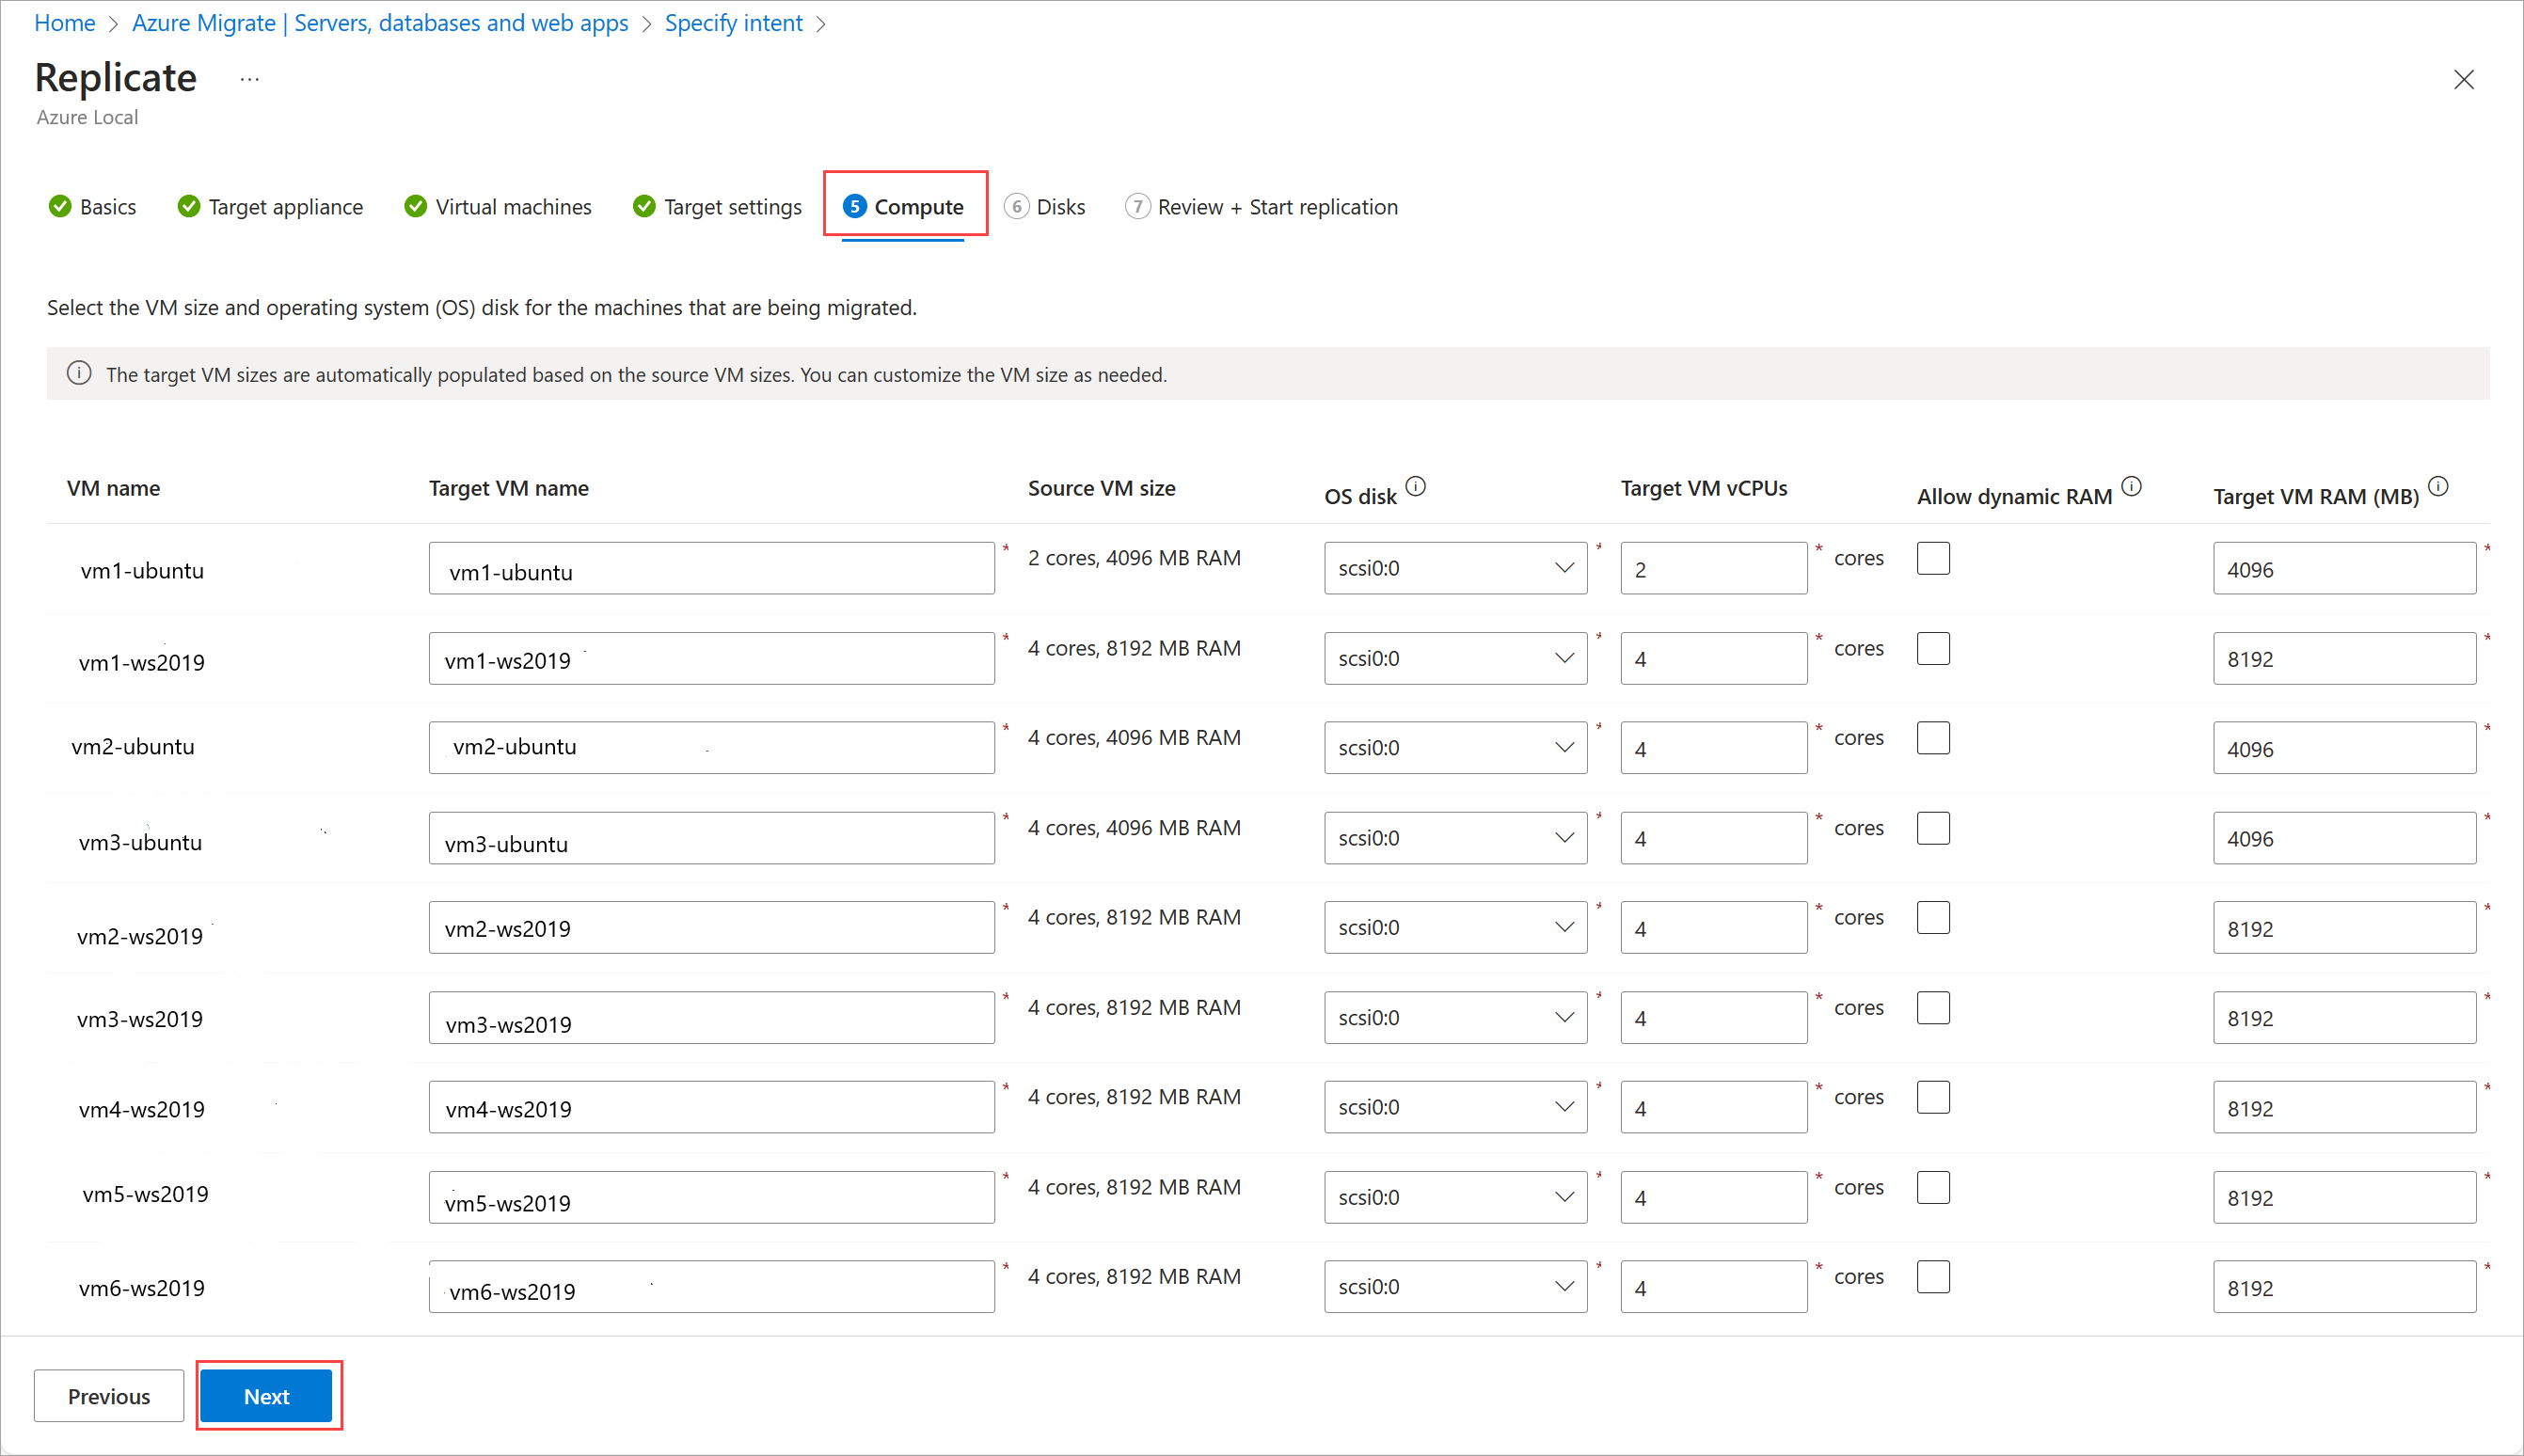 Home > Azure Migrate | Servers, databases and web apps > Specify intent >
Replicate ...
Azure Local
Basics Target appliance Virtual machines Target settings 5 Compute 6 Disks 7 Review + Start replication
Select the VM size and operating system (OS) disk for the machines that are being migrated.
The target VM sizes are automatically populated based on the source VM sizes. You can customize the VM size as needed.
VM name Target VM name Source VM size OS disk Target VM vCPUs Allow dynamic RAM Target VM RAM (MB)
vm1-ubuntu vm1-ubuntu * 2 cores, 4096 MB RAM scsi0:0 * 2 * cores 4096 *
vm1-ws2019 vm1-ws2019 * 4 cores, 8192 MB RAM scsi0:0 * 4 * cores 8192 *
vm2-ubuntu vm2-ubuntu * 4 cores, 4096 MB RAM scsi0:0 * 4 * cores 4096 *
vm3-ubuntu vm3-ubuntu * 4 cores, 4096 MB RAM scsi0:0 * 4 * cores 4096 *
vm2-ws2019 vm2-ws2019 * 4 cores, 8192 MB RAM scsi0:0 * 4 * cores 8192 *
vm3-ws2019 vm3-ws2019 * 4 cores, 8192 MB RAM scsi0:0 * 4 * cores 8192 *
vm4-ws2019 vm4-ws2019 * 4 cores, 8192 MB RAM scsi0:0 * 4 * cores 8192 *
vm5-ws2019 vm5-ws2019 * 4 cores, 8192 MB RAM scsi0:0 * 4 * cores 8192 *
vm6-ws2019 vm6-ws2019 * 4 cores, 8192 MB RAM scsi0:0 * 4 * cores 8192 *
Previous Next